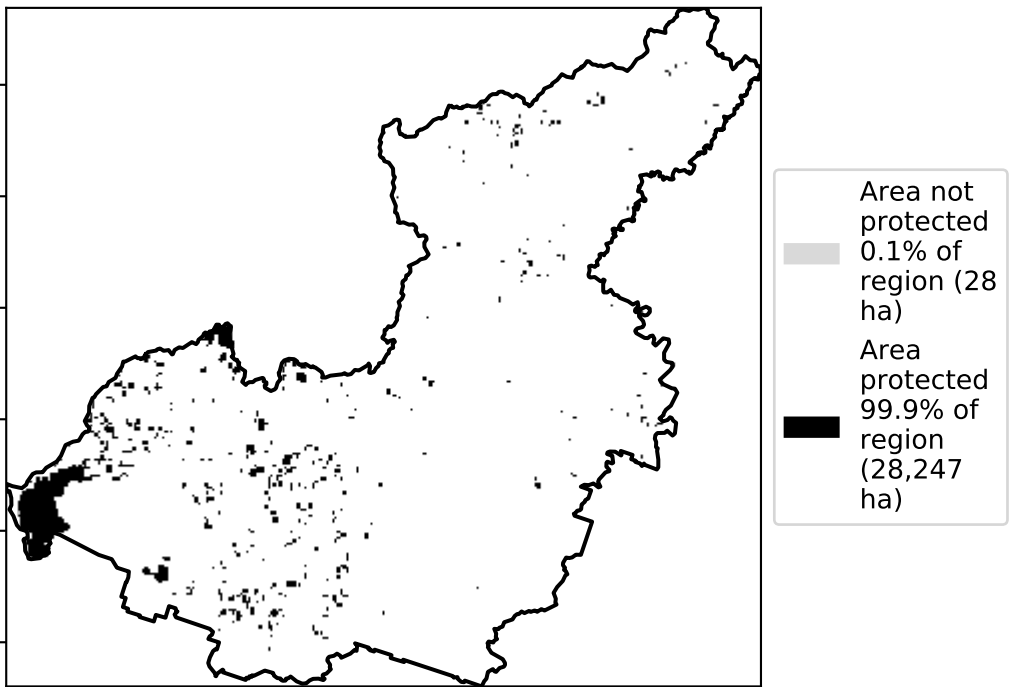 Area not
protected
0.1% of
region (28
ha)
Area
protected
99.9% of
region
(28,247
ha)